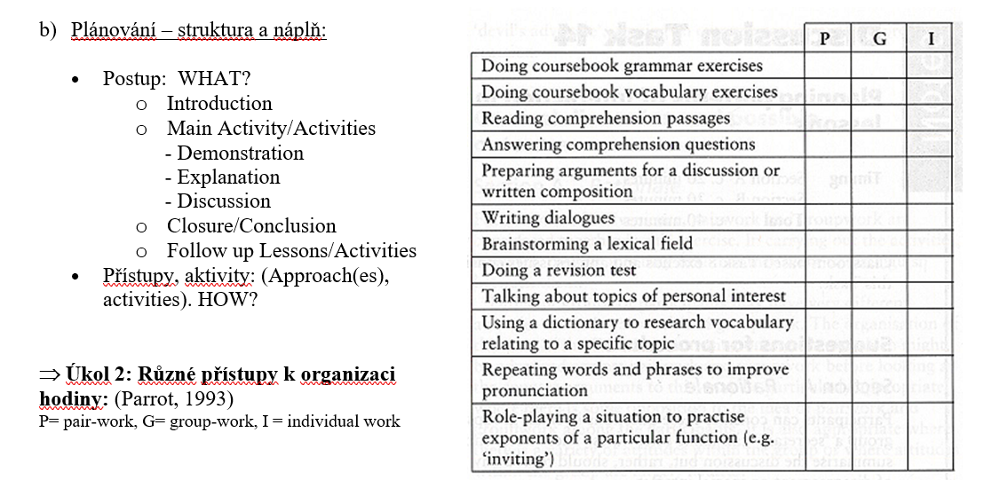 b) Plánování – struktura a náplň:
• Postup: WHAT?
o Introduction
o Main Activity/Activities
- Demonstration
- Explanation
- Discussion
o Closure/Conclusion
o Follow up Lessons/Activities
• Přístupy, aktivity: (Approach(es),
activities). HOW?
⇒ Úkol 2: Různé přístupy k organizaci
hodiny: (Parrot, 1993)
P= pair-work, G= group-work, I = individual work
P G I
Doing coursebook grammar exercises
Doing coursebook vocabulary exercises
Reading comprehension passages
Answering comprehension questions
Preparing arguments for a discussion or
written composition
Writing dialogues
Brainstorming a lexical field
Doing a revision test
Talking about topics of personal interest
Using a dictionary to research vocabulary
relating to a specific topic
Repeating words and phrases to improve
pronunciation
Role-playing a situation to practise
exponents of a particular function (e.g.
‘inviting’)